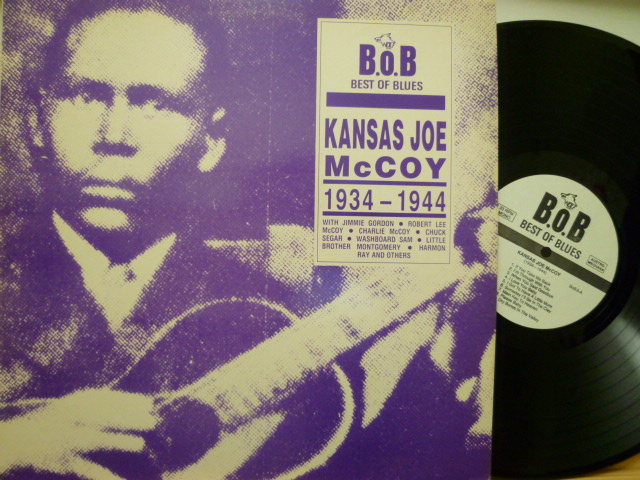 B.o.B
BEST OF BLUES
KANSAS JOE
McCOY
1934 – 1944
WITH JIMMIE GORDON ● ROBERT LEE
McCOY ● CHARLIE McCOY ● CHUCK
SEGAR ● WASHBOARD SAM ● LITTLE
BROTHER MONTGOMERY ● HARMON
RAY AND OTHERS
B.o.B
BEST OF BLUES
KANSAS JOE McCOY